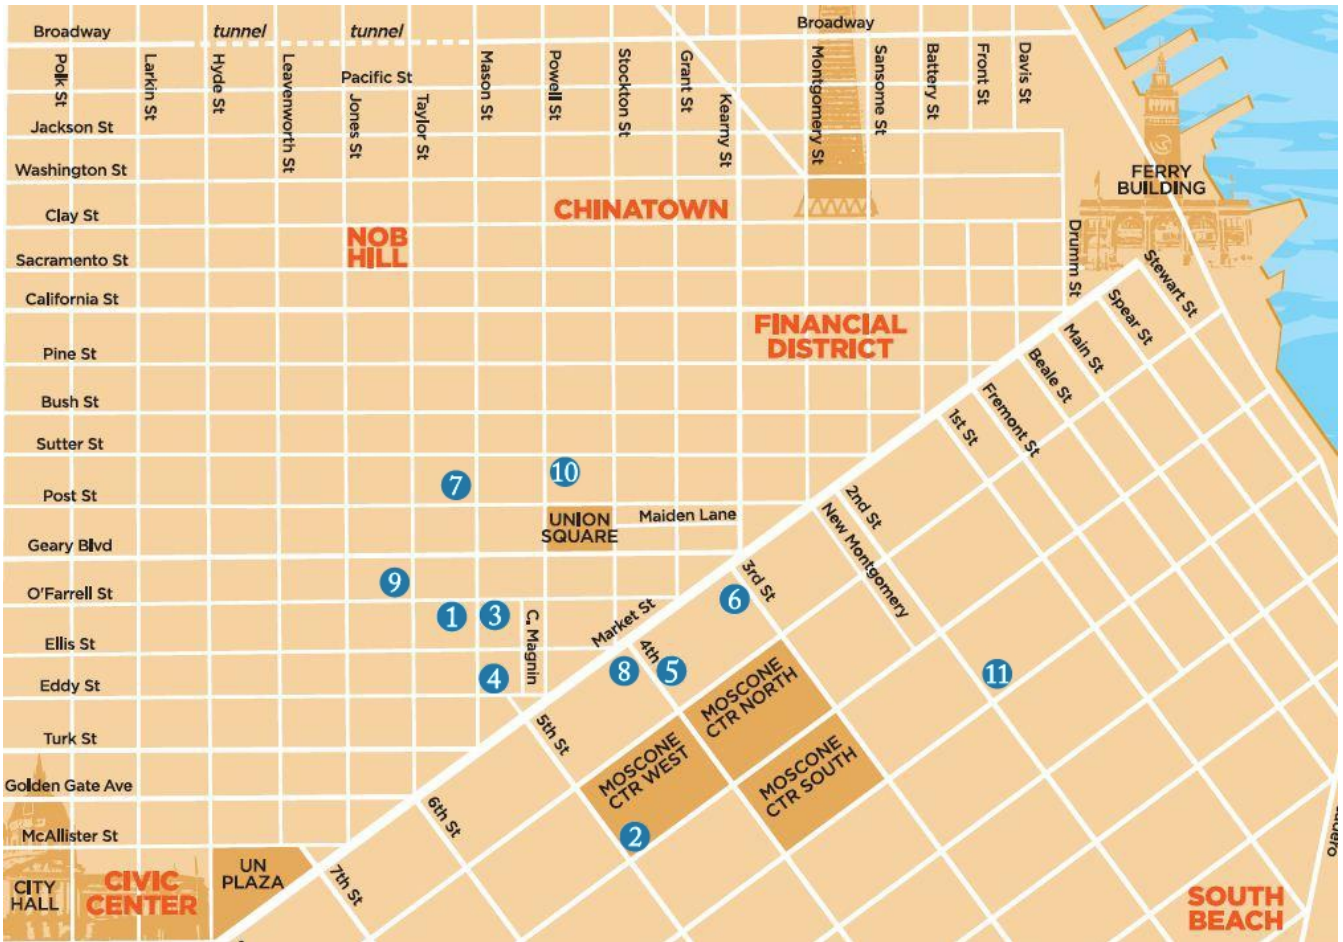 Broadway
tunnel
tunnel
Broadway
Polk St
Larkin St
Hyde St
Leavenworth St
Pacific St
Jones St
Taylor St
Mason St
Powell St
Stockton St
Grant St
Kearny St
Montgomery St
Sansome St
Battery St
Front St
Davis St
Jackson St
Washington St
FERRY
BUILDING
Clay St
CHINATOWN
NOB
HILL
Sacramento St
Drumm St
Stewart St
California St
Spear St
Main St
Beale St
Fremont St
1st St
FINANCIAL
DISTRICT
Pine St
Bush St
Sutter St
7
10
Post St
UNION
SQUARE
Maiden Lane
2nd St
New Montgomery
Geary Blvd
9
O'Farrell St
3rd St
6
1
3
C. Magnin
Market St
Ellis St
4th
8
5
4
Eddy St
11
MOSCONE
CTR NORTH
Turk St
5th St
MOSCONE
CTR WEST
MOSCONE
CTR SOUTH
Golden Gate Ave
6th St
McAllister St
2
UN
PLAZA
7th St
CITY
HALL
CIVIC
CENTER
SOUTH
BEACH